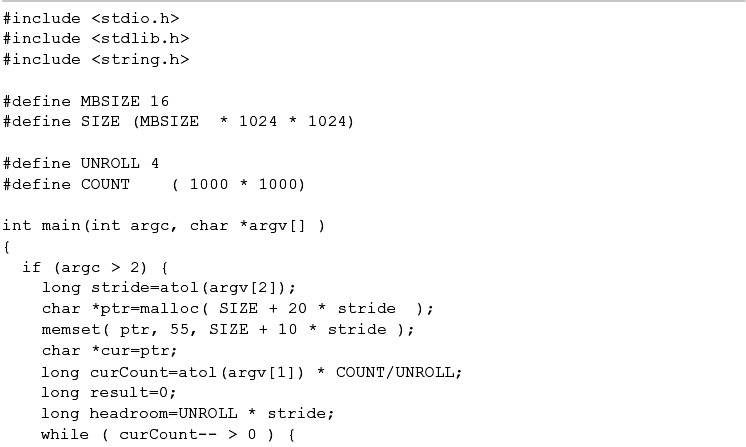 #include <stdio.h>
#include <stdlib.h>
#include <string.h>

#define MBSIZE 16
#define SIZE (MBSIZE  * 1024 * 1024)

#define UNROLL 4
#define COUNT    ( 1000 * 1000)

int main(int argc, char *argv[] )
{
  if (argc > 2) {
    long stride=atol(argv[2]);
    char *ptr=malloc( SIZE + 20 * stride  );
    memset( ptr, 55, SIZE + 10 * stride );
    char *cur=ptr;
    long curCount=atol(argv[1]) * COUNT/UNROLL;
    long result=0;
    long headroom=UNROLL * stride;
    while ( curCount-- > 0 ) {